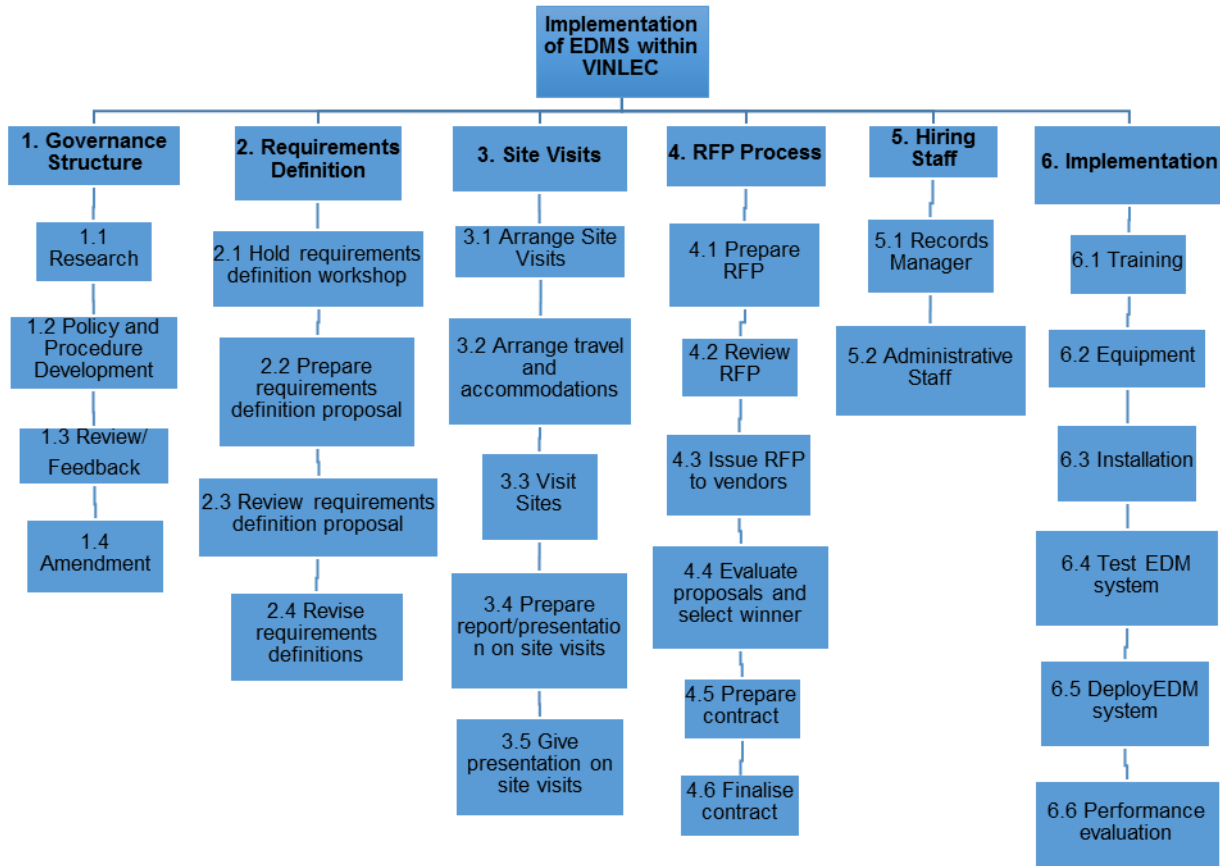 Implementation
of EDMS within
VINLEC
1. Governance
Structure
1.1
Research
1.2 Policy and
Procedure
Development
1.3 Review/
Feedback
1.4
Amendment
2. Requirements
Definition
2.1 Hold requirements
definition workshop
2.2 Prepare
requirements
definition proposal
2.3 Review requirements
definition proposal
2.4 Revise
requirements
definitions
3. Site Visits
3.1 Arrange Site
Visits
3.2 Arrange travel
and
accommodations
3.3 Visit
Sites
3.4 Prepare
report/presentatio
n on site visits
3.5 Give
presentation on
site visits
4. RFP Process
4.1 Prepare
RFP
4.2 Review
RFP
4.3 Issue RFP
to vendors
4.4 Evaluate
proposals and
select winner
4.5 Prepare
contract
4.6 Finalise
contract
5. Hiring
Staff
5.1 Records
Manager
5.2 Administrative
Staff
6. Implementation
6.1 Training
6.2 Equipment
6.3 Installation
6.4 Test EDM
system
6.5 DeployEDM
system
6.6 Performance
evaluation